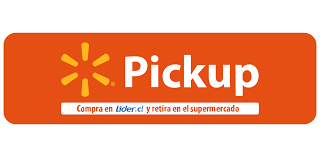 Pickup
Compra en Lider.cl y retira en el supermercado